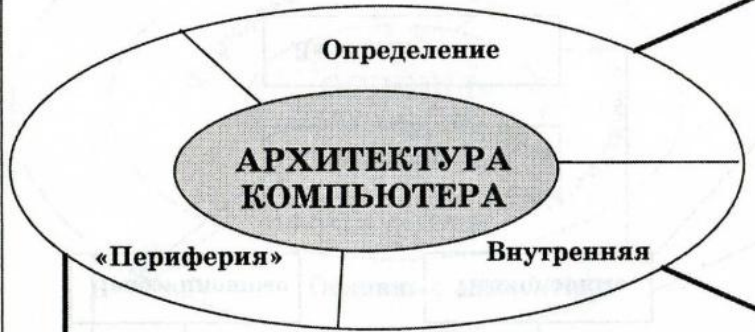 Определение
АРХИТЕКТУРА
КОМПЬЮТЕРА
«Периферия»
Внутренняя